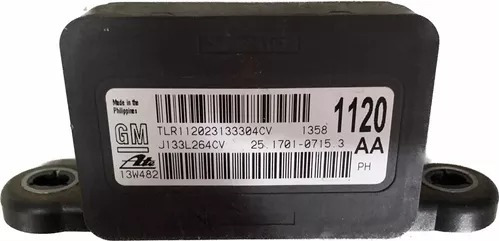 Made in the
Philippines
TLR112023133304CV 1358
1120
GM
J133L264CV 25.1701-0715.3
AA
Ate
13W482
PH